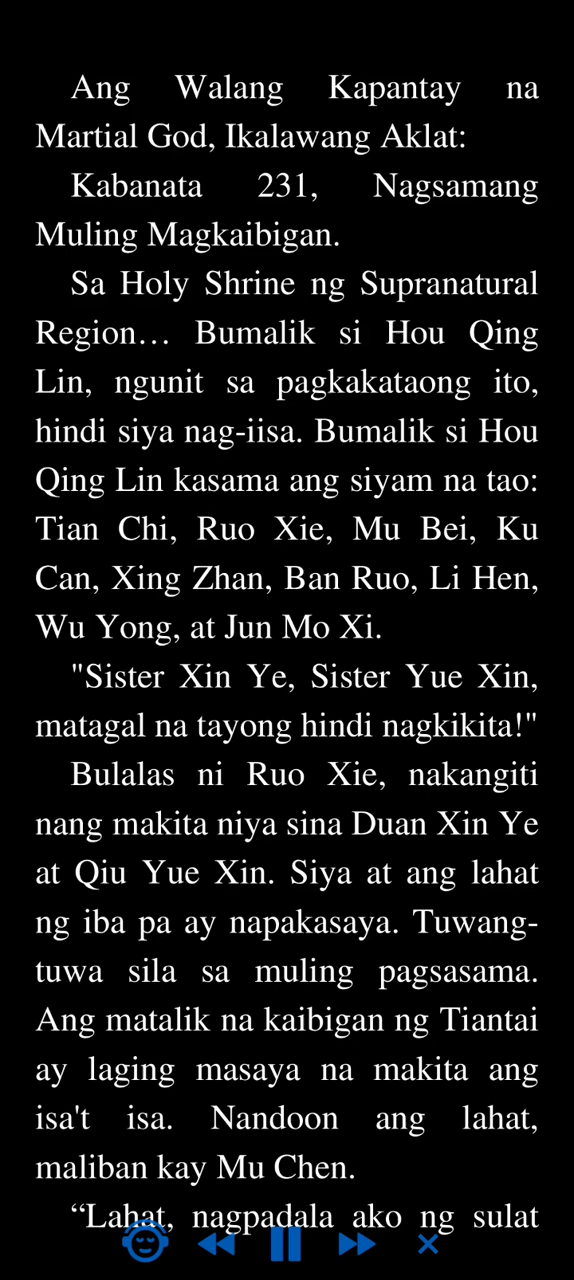 Ang Walang Kapantay na
Martial God, Ikalawang Aklat:
Kabanata 231, Nagsamang
Muling Magkaibigan.
Sa Holy Shrine ng Supranatural
Region… Bumalik si Hou Qing
Lin, ngunit sa pagkakataong ito,
hindi siya nag-iisa. Bumalik si Hou
Qing Lin kasama ang siyam na tao:
Tian Chi, Ruo Xie, Mu Bei, Ku
Can, Xing Zhan, Ban Ruo, Li Hen,
Wu Yong, at Jun Mo Xi.
"Sister Xin Ye, Sister Yue Xin,
matagal na tayong hindi nagkikita!"
Bulalas ni Ruo Xie, nakangiti
nang makita niya sina Duan Xin Ye
at Qiu Yue Xin. Siya at ang lahat
ng iba pa ay napakasaya. Tuwang-
tuwa sila sa muling pagsasama.
Ang matalik na kaibigan ng Tiantai
ay laging masaya na makita ang
isa't isa. Nandoon ang lahat,
maliban kay Mu Chen.
“Lahat, nagpadala ako ng sulat